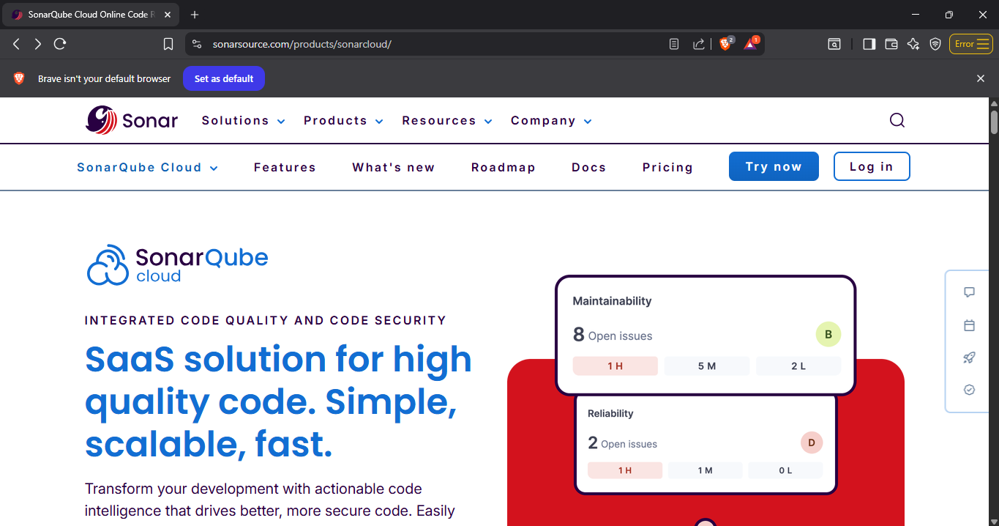 SonarQube Cloud Online Code R
sonarsource.com/products/sonarcloud/
2
1
Error
Brave isn't your default browser
Set as default
Sonar
Solutions
Products
Resources
Company
SonarQube Cloud
Features
What's new
Roadmap
Docs
Pricing
Try now
Log in
SonarQube
cloud
INTEGRATED CODE QUALITY AND CODE SECURITY
SaaS solution for high
quality code. Simple,
scalable, fast.
Transform your development with actionable code
intelligence that drives better, more secure code. Easily
Maintainability
8 Open issues
B
1 H
5 M
2 L
Reliability
2 Open issues
D
1 H
1 M
0 L